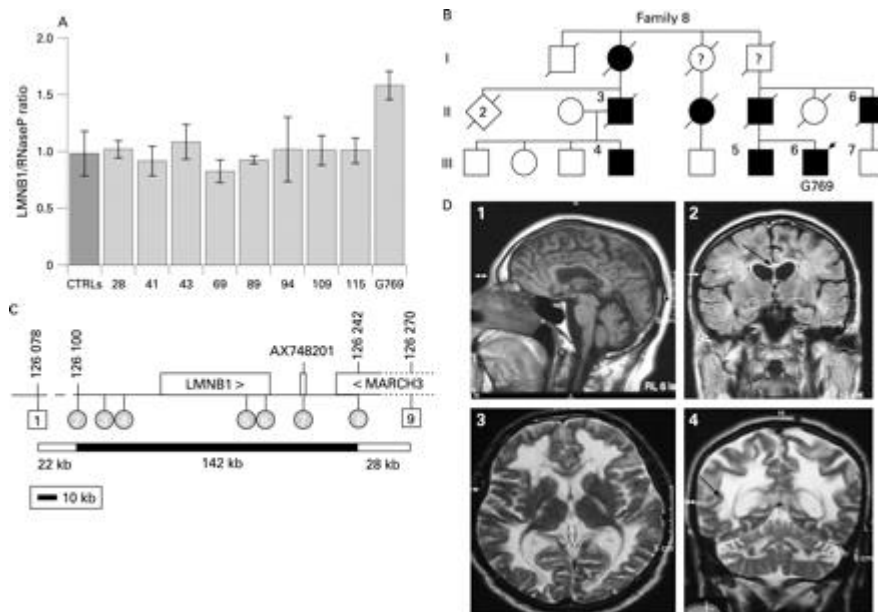 A
LMNB1/RNaseP ratio
2.0
1.5
1.0
0.5
0
CTRLs 28 41 43 69 89 94 109 115 G769
B
Family 8
I
? ?
II
2 3 6
III
4 5 6 7
G769
C
126 078
126 100
AX748201
126 242
126 270
LMNB1 >
< MARCH3
1
9
22 kb 142 kb 28 kb
10 kb
D
1
2
3
4